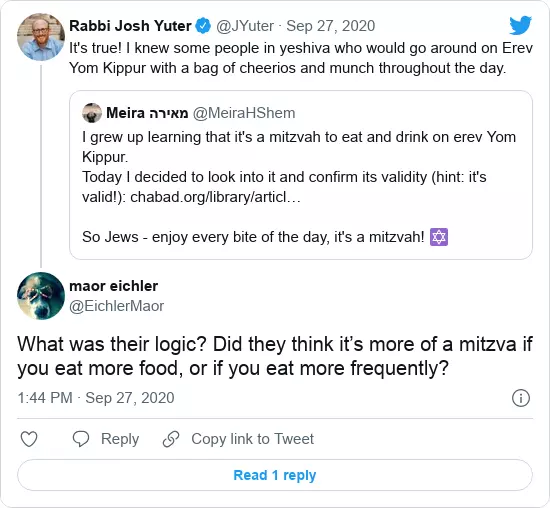 Rabbi Josh Yuter @JYuter · Sep 27, 2020
It's true! I knew some people in yeshiva who would go around on Erev
Yom Kippur with a bag of cheerios and munch throughout the day.
Meira מאירה @MeiraHShem
I grew up learning that it's a mitzvah to eat and drink on erev Yom
Kippur.
Today I decided to look into it and confirm its validity (hint: it's
valid!): chabad.org/library/articl…
So Jews - enjoy every bite of the day, it's a mitzvah! 🔯
maor eichler
@EichlerMaor
What was their logic? Did they think it’s more of a mitzva if
you eat more food, or if you eat more frequently?
1:44 PM · Sep 27, 2020
Reply Copy link to Tweet
Read 1 reply